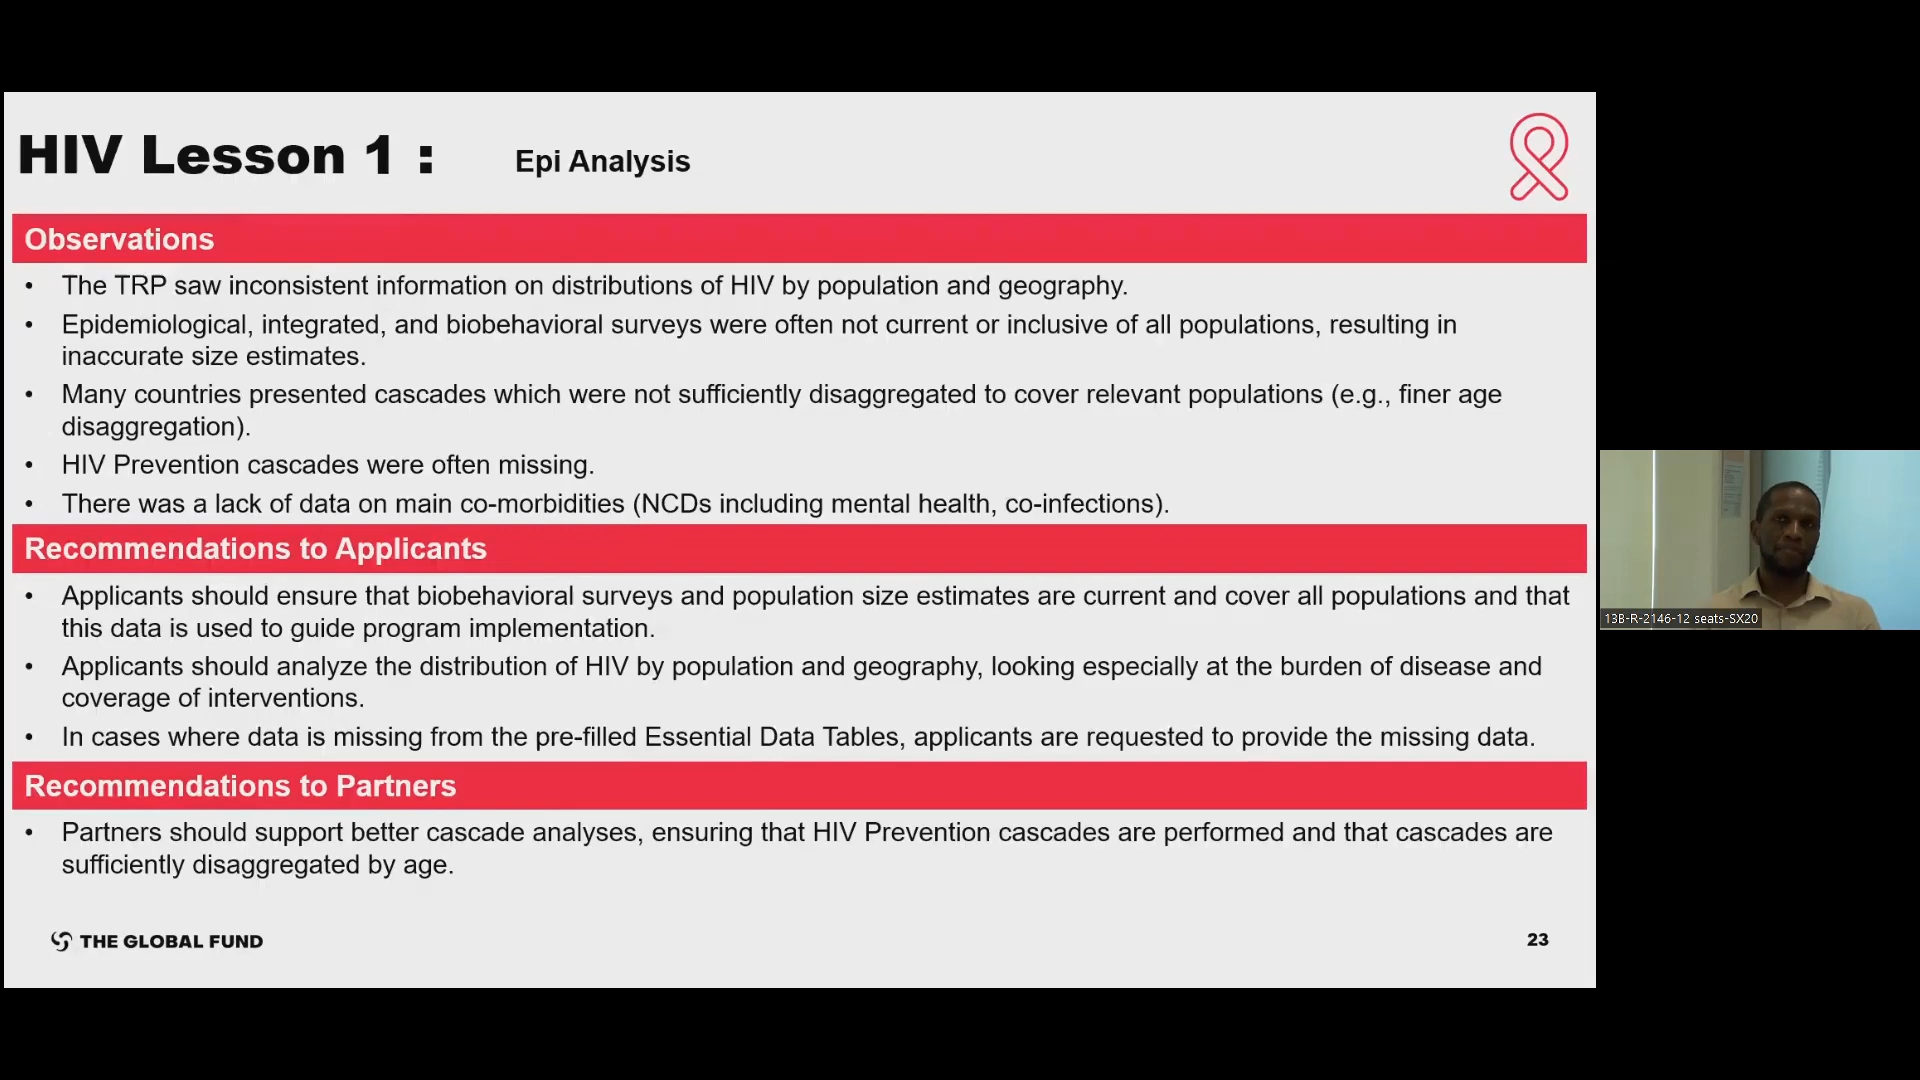 HIV Lesson 1 : Epi Analysis
Observations
• The TRP saw inconsistent information on distributions of HIV by population and geography.
• Epidemiological, integrated, and biobehavioral surveys were often not current or inclusive of all populations, resulting in
inaccurate size estimates.
• Many countries presented cascades which were not sufficiently disaggregated to cover relevant populations (e.g., finer age
disaggregation).
• HIV Prevention cascades were often missing.
• There was a lack of data on main co-morbidities (NCDs including mental health, co-infections).
Recommendations to Applicants
• Applicants should ensure that biobehavioral surveys and population size estimates are current and cover all populations and that
this data is used to guide program implementation.
• Applicants should analyze the distribution of HIV by population and geography, looking especially at the burden of disease and
coverage of interventions.
• In cases where data is missing from the pre-filled Essential Data Tables, applicants are requested to provide the missing data.
Recommendations to Partners
• Partners should support better cascade analyses, ensuring that HIV Prevention cascades are performed and that cascades are
sufficiently disaggregated by age.
THE GLOBAL FUND
23
13B-R-2146-12 seats-SX20